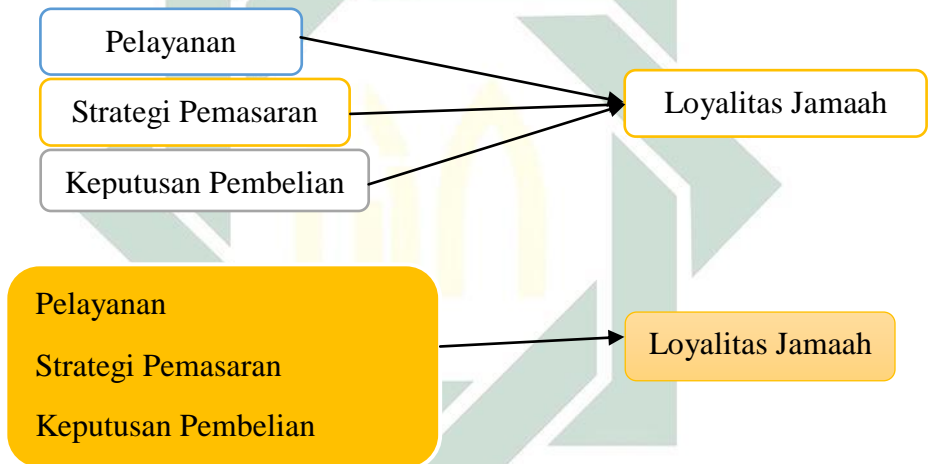 Pelayanan
Strategi Pemasaran
Loyalitas Jamaah
Keputusan Pembelian
Pelayanan
Strategi Pemasaran
Loyalitas Jamaah
Keputusan Pembelian